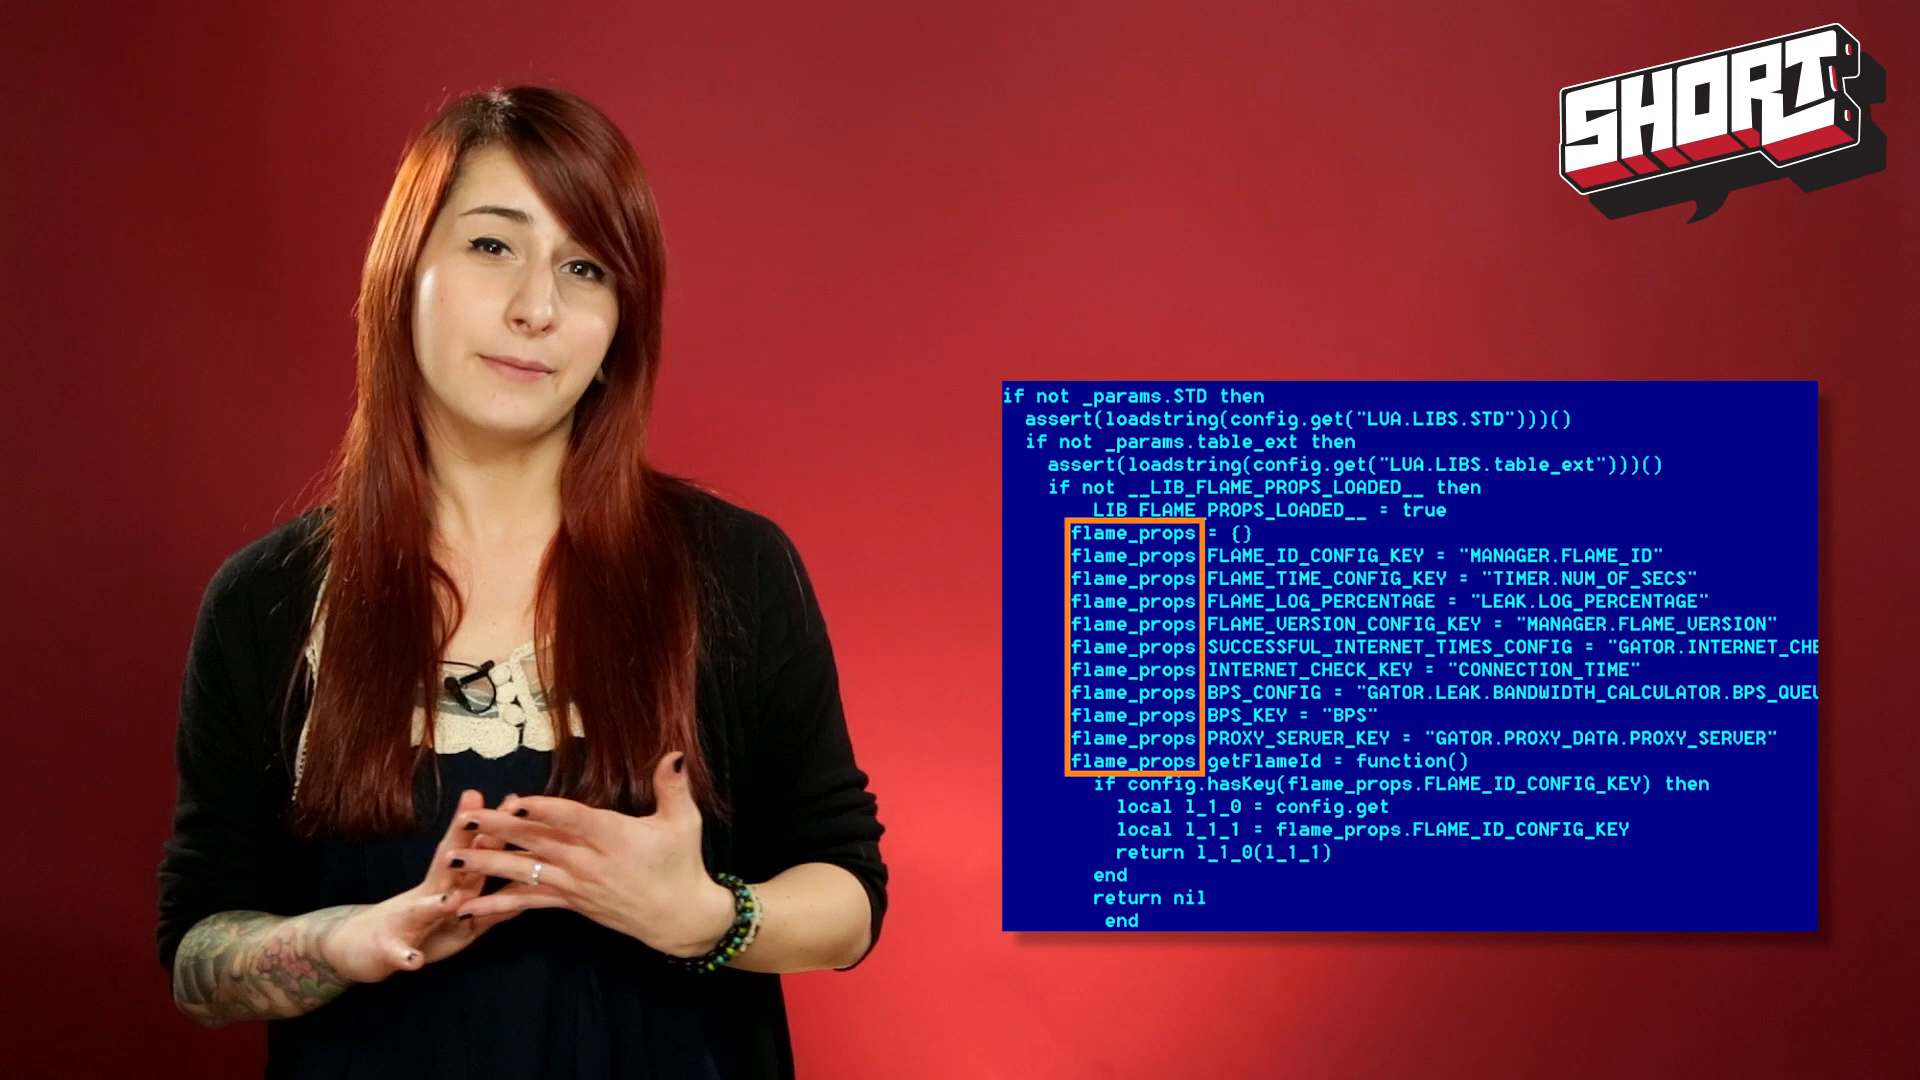 SHORT
if not _params.STD then
assert(loadstring(config.get("LUA.LIBS.STD")))()
if not _params.table_ext then
assert(loadstring(config.get("LUA.LIBS.table_ext")))()
if not __LIB_FLAME_PROPS_LOADED__ then
LIB FLAME PROPS_LOADED__ = true
flame_props = {}
flame_props FLAME_ID_CONFIG_KEY = "MANAGER.FLAME_ID"
flame_props FLAME_TIME_CONFIG_KEY = "TIMER.NUM_OF_SECS"
flame_props FLAME_LOG_PERCENTAGE = "LEAK.LOG_PERCENTAGE"
flame_props FLAME_VERSION_CONFIG_KEY = "MANAGER.FLAME_VERSION"
flame_props SUCCESSFUL_INTERNET_TIMES_CONFIG = "GATOR.INTERNET_CHE
flame_props INTERNET_CHECK_KEY = "CONNECTION_TIME"
flame_props BPS_CONFIG = "GATOR.LEAK.BANDWIDTH_CALCULATOR.BPS_QUEU
flame_props BPS_KEY = "BPS"
flame_props PROXY_SERVER_KEY = "GATOR.PROXY_DATA.PROXY_SERVER"
flame_props getFlameId = function()
if config.hasKey(flame_props.FLAME_ID_CONFIG_KEY) then
local l_1_0 = config.get
local l_1_1 = flame_props.FLAME_ID_CONFIG_KEY
return l_1_0(l_1_1)
end
return nil
end